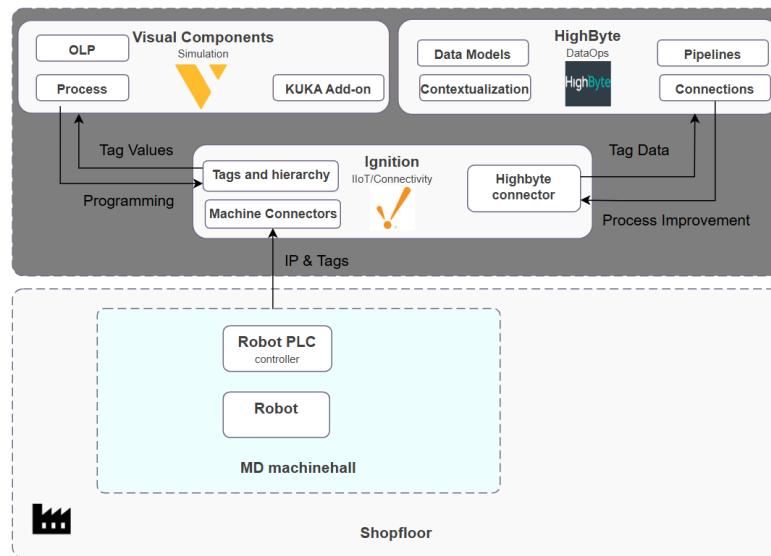 Visual Components
Simulation
OLP
Process
KUKA Add-on
HighByte
DataOps
Data Models
Contextualization
HighByte
Pipelines
Connections
Tag Values
Programming
Ignition
IIoT/Connectivity
Tags and hierarchy
Machine Connectors
Highbyte
connector
Tag Data
Process Improvement
IP & Tags
Robot PLC
controller
Robot
MD machinehall
Shopfloor